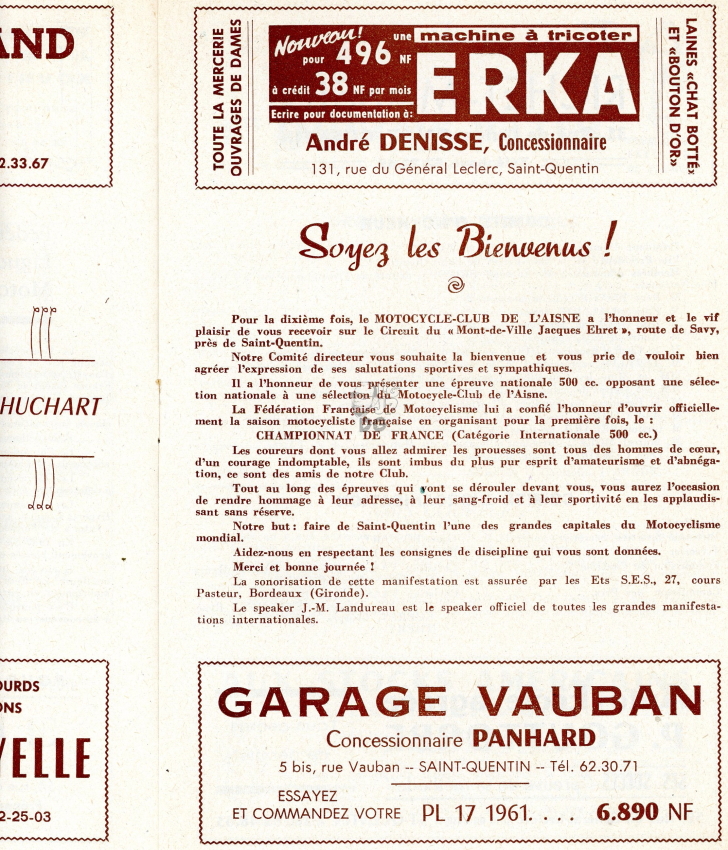 AND
2.33.67
HUCHART
OURDS
ONS
YELLE
2-25-03
TOUTE LA MERCERIE
OUVRAGES DE DAMES
Nouveau!
pour 496 NF
à crédit 38 NF par mois
Ecrire pour documentation à:
une machine à tricoter
ERKA
LAINES «CHAT BOTTÉ»
ET «BOUTON D'OR»
André DENISSE, Concessionnaire
131, rue du Général Leclerc, Saint-Quentin
Soyez les Bienvenus !
Pour la dixième fois, le MOTOCYCLE-CLUB DE L'AISNE a l'honneur et le vif
plaisir de vous recevoir sur le Circuit du « Mont-de-Ville Jacques Ehret », route de Savy,
près de Saint-Quentin.
Notre Comité directeur vous souhaite la bienvenue et vous prie de vouloir bien
agréer l'expression de ses salutations sportives et sympathiques.
Il a l'honneur de vous présenter une épreuve nationale 500 cc. opposant une sélec-
tion nationale à une sélection du Motocycle-Club de l'Aisne.
La Fédération Française de Motocyclisme lui a confié l'honneur d'ouvrir officielle-
ment la saison motocycliste française en organisant pour la première fois, le :
CHAMPIONNAT DE FRANCE (Catégorie Internationale 500 cc.)
Les coureurs dont vous allez admirer les prouesses sont tous des hommes de cœur,
d'un courage indomptable, ils sont imbus du plus pur esprit d'amateurisme et d'abnéga-
tion, ce sont des amis de notre Club.
Tout au long des épreuves qui vont se dérouler devant vous, vous aurez l'occasion
de rendre hommage à leur adresse, à leur sang-froid et à leur sportivité en les applaudis-
sant sans réserve.
Notre but : faire de Saint-Quentin l'une des grandes capitales du Motocyclisme
mondial.
Aidez-nous en respectant les consignes de discipline qui vous sont données.
Merci et bonne journée !
La sonorisation de cette manifestation est assurée par les Ets S.E.S., 27, cours
Pasteur, Bordeaux (Gironde).
Le speaker J.-M. Landureau est le speaker officiel de toutes les grandes manifesta-
tions internationales.
GARAGE VAUBAN
Concessionnaire PANHARD
5 bis, rue Vauban -- SAINT-QUENTIN -- Tél. 62.30.71
ESSAYEZ
ET COMMANDEZ VOTRE PL 17 1961. . . . 6.890 NF